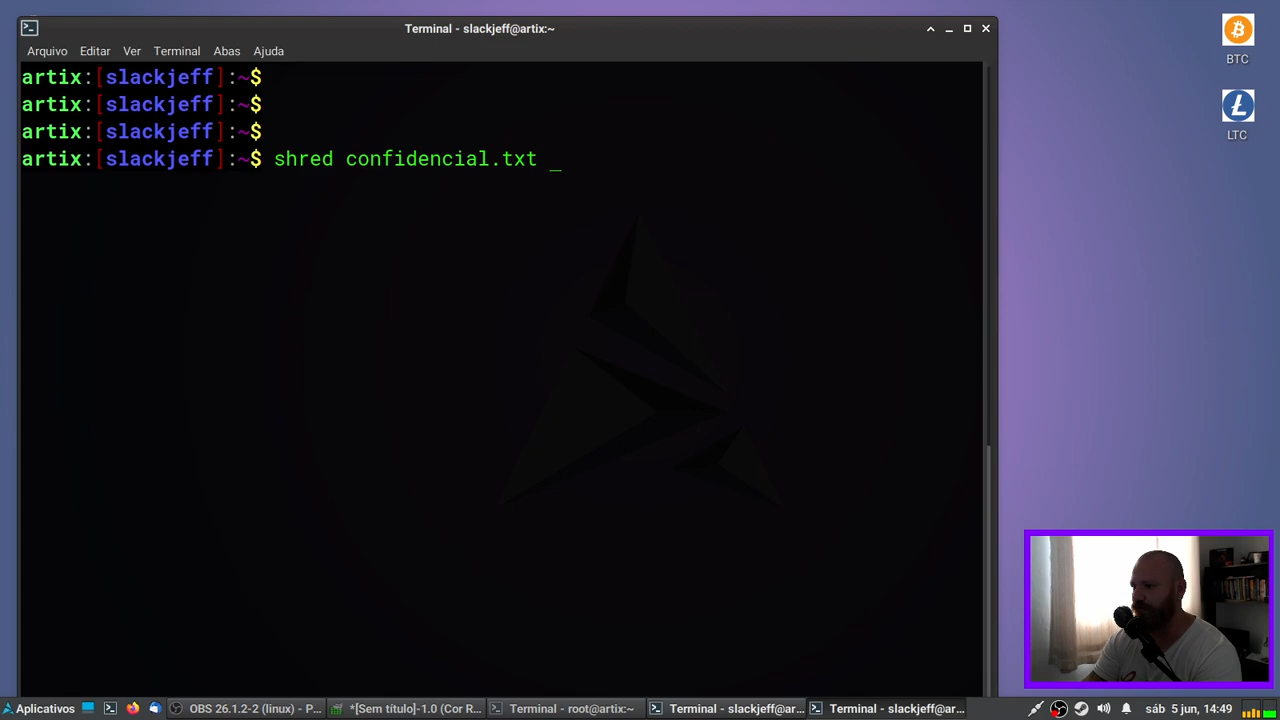 Terminal - slackjeff@artix:~
Arquivo Editar Ver Terminal Abas Ajuda
artix:[slackjeff]:~$
artix:[slackjeff]:~$
artix:[slackjeff]:~$
artix:[slackjeff]:~$ shred confidencial.txt _
BTC
LTC
Aplicativos OBS 26.1.2-2 (linux) - P... *[Sem título]-1.0 (Cor R... Terminal - root@artix:~ Terminal - slackjeff@ar... Terminal - slackjeff@ar... sáb 5 jun, 14:49